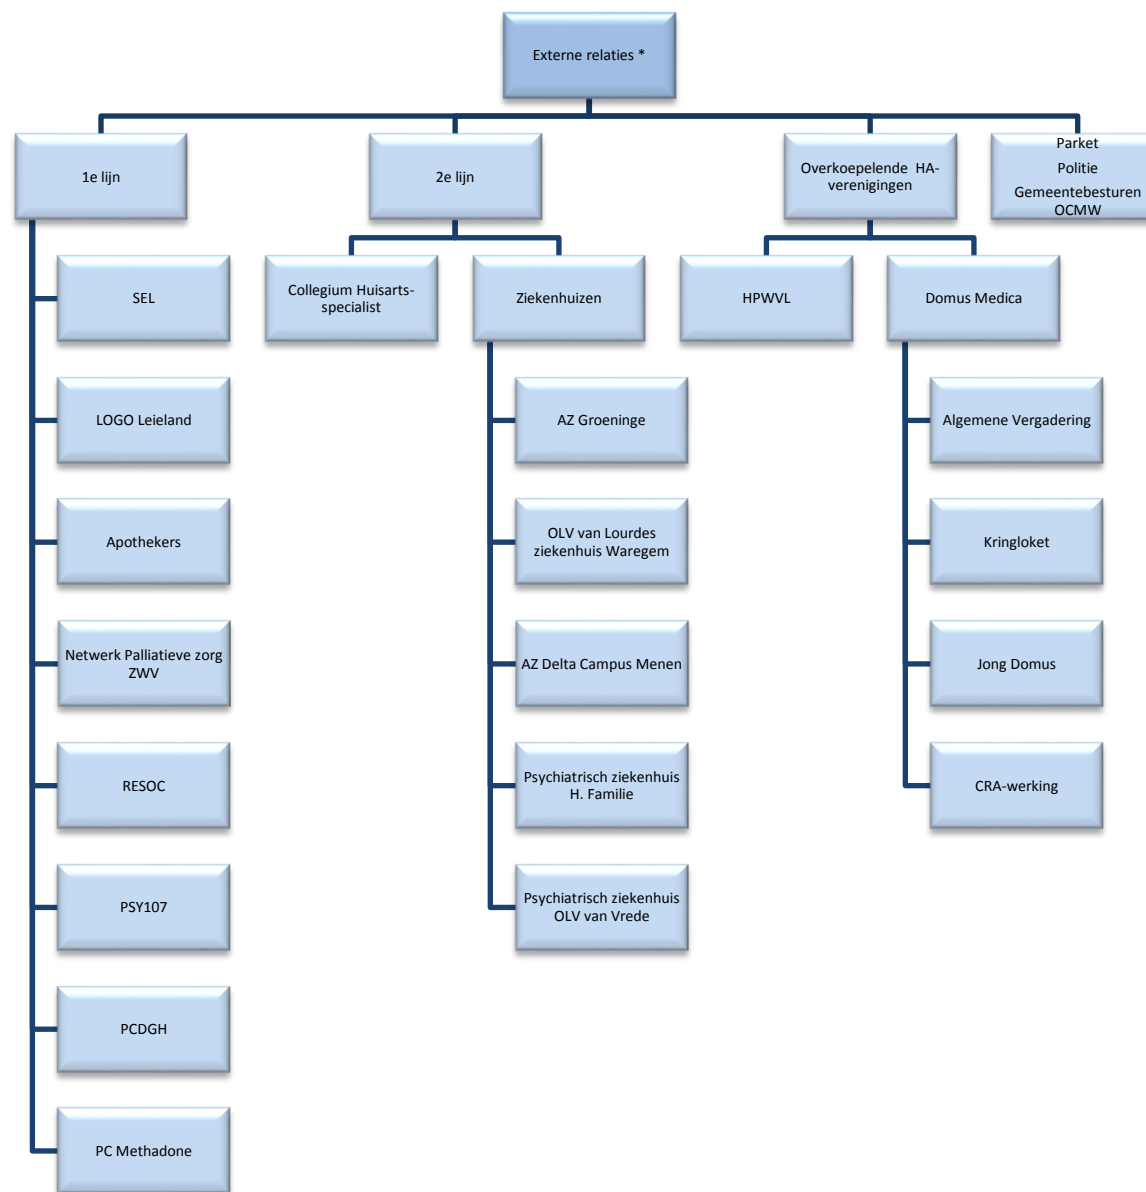 Externe relaties *
1e lijn
2e lijn
Overkoepelende HA-
verenigingen
Parket
Politie
Gemeentebesturen
OCMW
SEL
LOGO Leieland
Apothekers
Netwerk Palliatieve zorg
ZWV
RESOC
PSY107
PCDGH
PC Methadone
Collegium Huisarts-
specialist
Ziekenhuizen
AZ Groeninge
OLV van Lourdes
ziekenhuis Waregem
AZ Delta Campus Menen
Psychiatrisch ziekenhuis
H. Familie
Psychiatrisch ziekenhuis
OLV van Vrede
HPWVL
Domus Medica
Algemene Vergadering
Kringloket
Jong Domus
CRA-werking